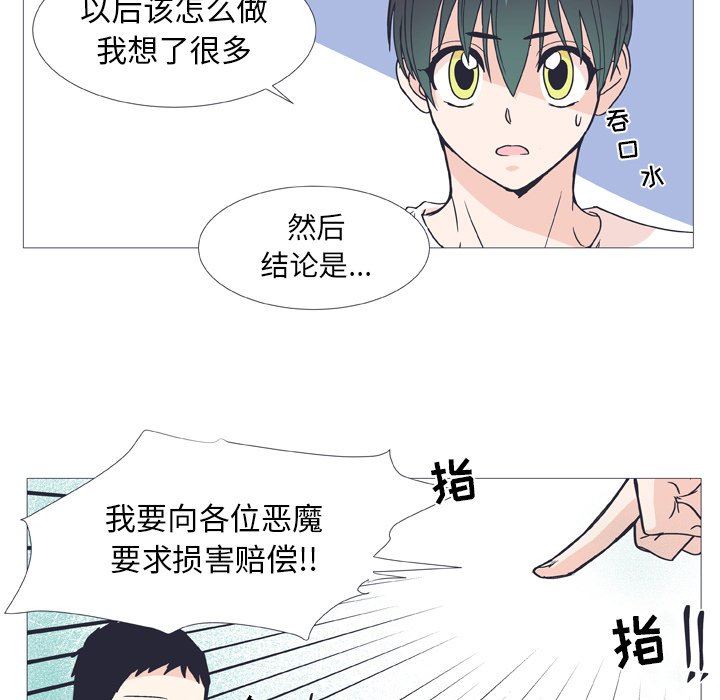 以后该怎么做
我想了很多
吞
口
水
然后
结论是...
指
我要向各位恶魔
要求损害赔偿!!
指!!